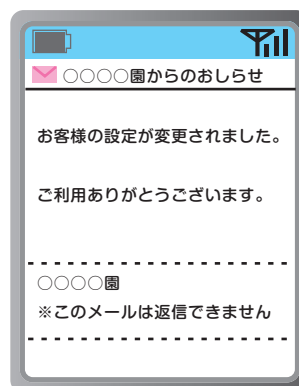 ○○○○園からのおしらせ
お客様の設定が変更されました。
ご利用ありがとうございます。
○○○○園
※このメールは返信できません